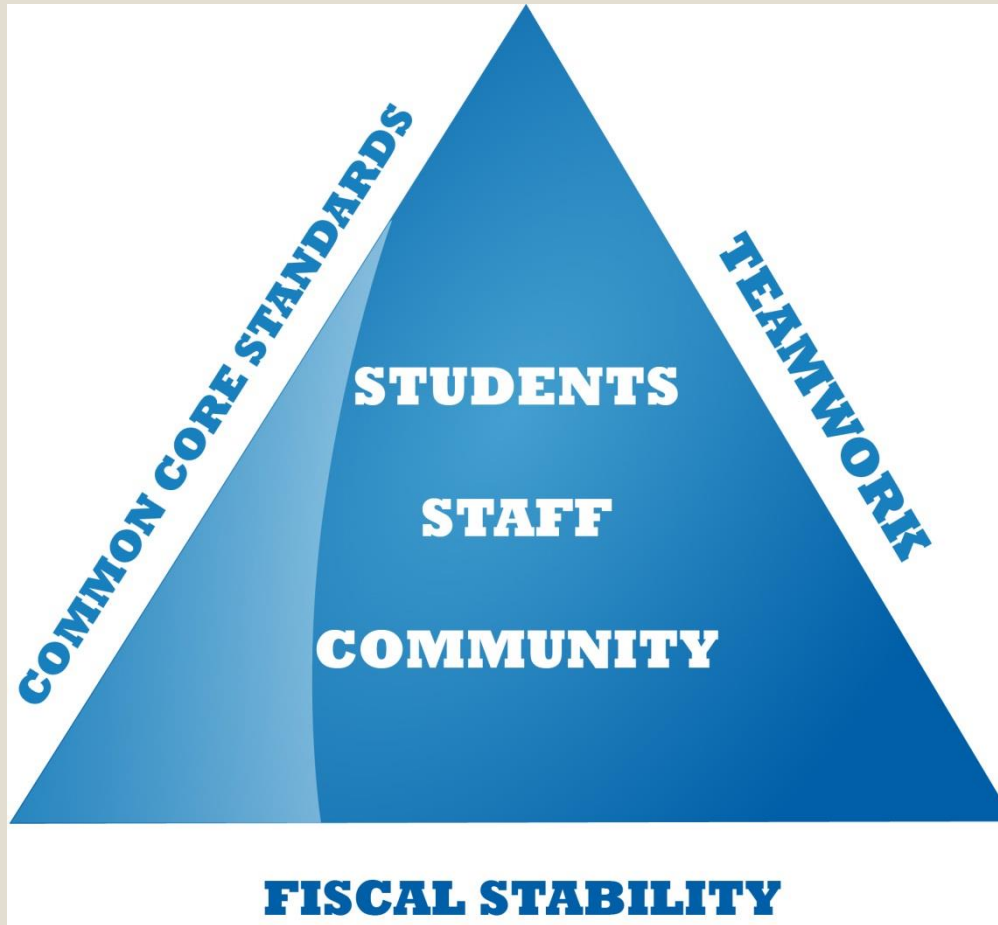 COMMON CORE STANDARDS
TEAMWORK
STUDENTS
STAFF
COMMUNITY
FISCAL STABILITY